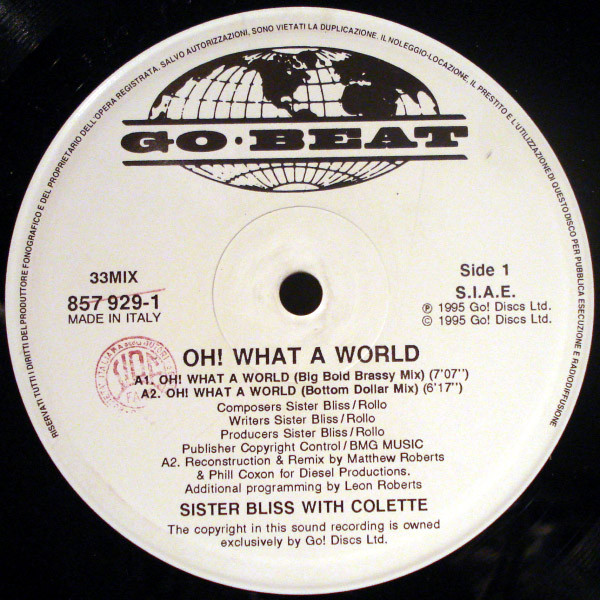 RISERVATI TUTTI I DIRITTI DEL PRODUTTORE FONOGRAFICO E DEL PROPRIETARIO DELL'OPERA REGISTRATA. SALVO AUTORIZZAZIONI, SONO VIETATI LA DUPLICAZIONE. IL NOLEGGIO-LOCAZIONE, IL PRESTITO E L'UTILIZZAZIONE DI QUESTO DISCO PER PUBBLICA ESECUZIONE E RADIODIFFUSIONE
GO·BEAT
33MIX
857 929-1
MADE IN ITALY
Side 1
S.I.A.E.
℗ 1995 Go! Discs Ltd.
© 1995 Go! Discs Ltd.
OH! WHAT A WORLD
A1. OH! WHAT A WORLD (Big Bold Brassy Mix) (7'07'')
A2. OH! WHAT A WORLD (Bottom Dollar Mix) (6'17'')
Composers Sister Bliss/Rollo
Writers Sister Bliss/Rollo
Producers Sister Bliss/Rollo
Publisher Copyright Control/BMG MUSIC
A2. Reconstruction & Remix by Matthew Roberts
& Phill Coxon for Diesel Productions.
Additional programming by Leon Roberts
SISTER BLISS WITH COLETTE
The copyright in this sound recording is owned
exclusively by Go! Discs Ltd.